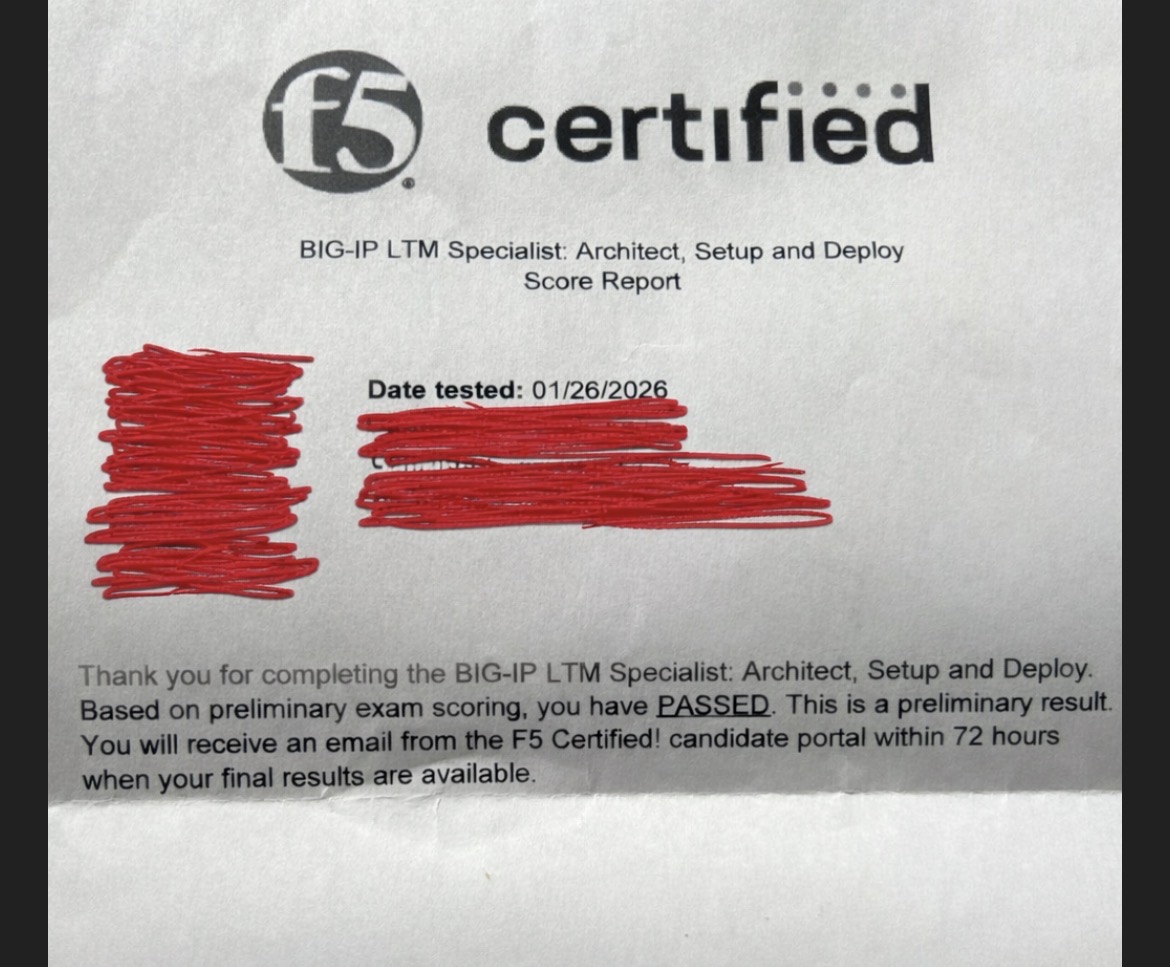 f5
certified
BIG-IP LTM Specialist: Architect, Setup and Deploy
Score Report
Date tested: 01/26/2026
Thank you for completing the BIG-IP LTM Specialist: Architect, Setup and Deploy.
Based on preliminary exam scoring, you have PASSED. This is a preliminary result.
You will receive an email from the F5 Certified! candidate portal within 72 hours
when your final results are available.